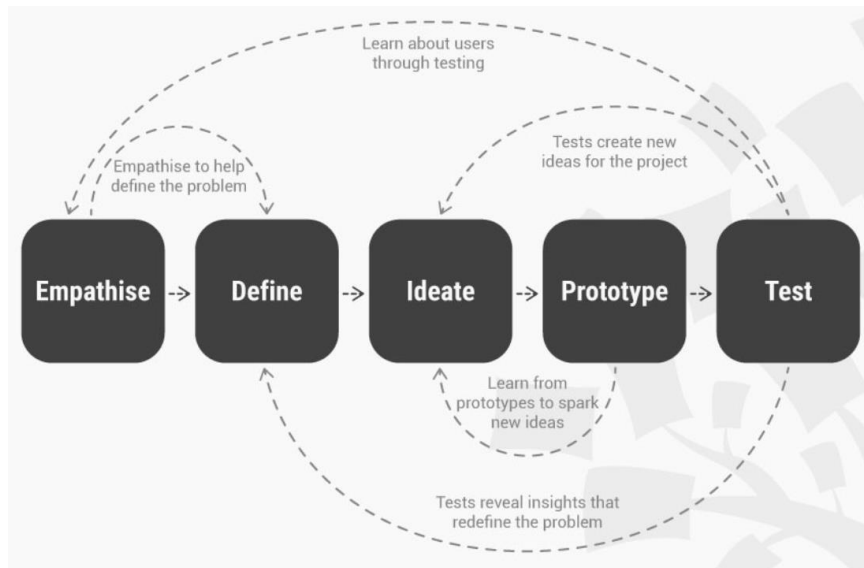 Learn about users
through testing
Tests create new
ideas for the project
Empathise to help
define the problem
Empathise
Define
Ideate
Prototype
Test
Learn from
prototypes to spark
new ideas
Tests reveal insights that
redefine the problem